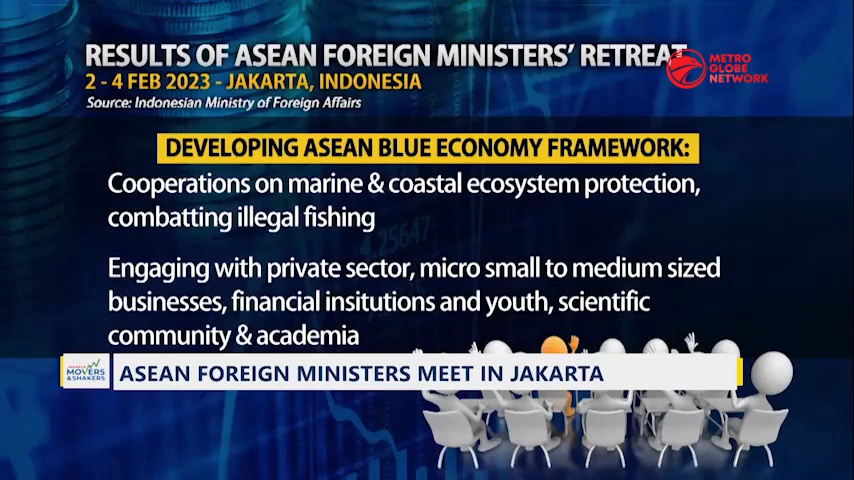 RESULTS OF ASEAN FOREIGN MINISTERS' RETREAT
2 - 4 FEB 2023 - JAKARTA, INDONESIA
Source: Indonesian Ministry of Foreign Affairs
METRO
GLOBE
NETWORK
DEVELOPING ASEAN BLUE ECONOMY FRAMEWORK:
Cooperations on marine & coastal ecosystem protection,
combatting illegal fishing
4.25647
Engaging with private sector, micro small to medium sized
businesses, financial insitutions and youth, scientific
community & academia
MOVERS
& SHAKERS
ASEAN FOREIGN MINISTERS MEET IN JAKARTA